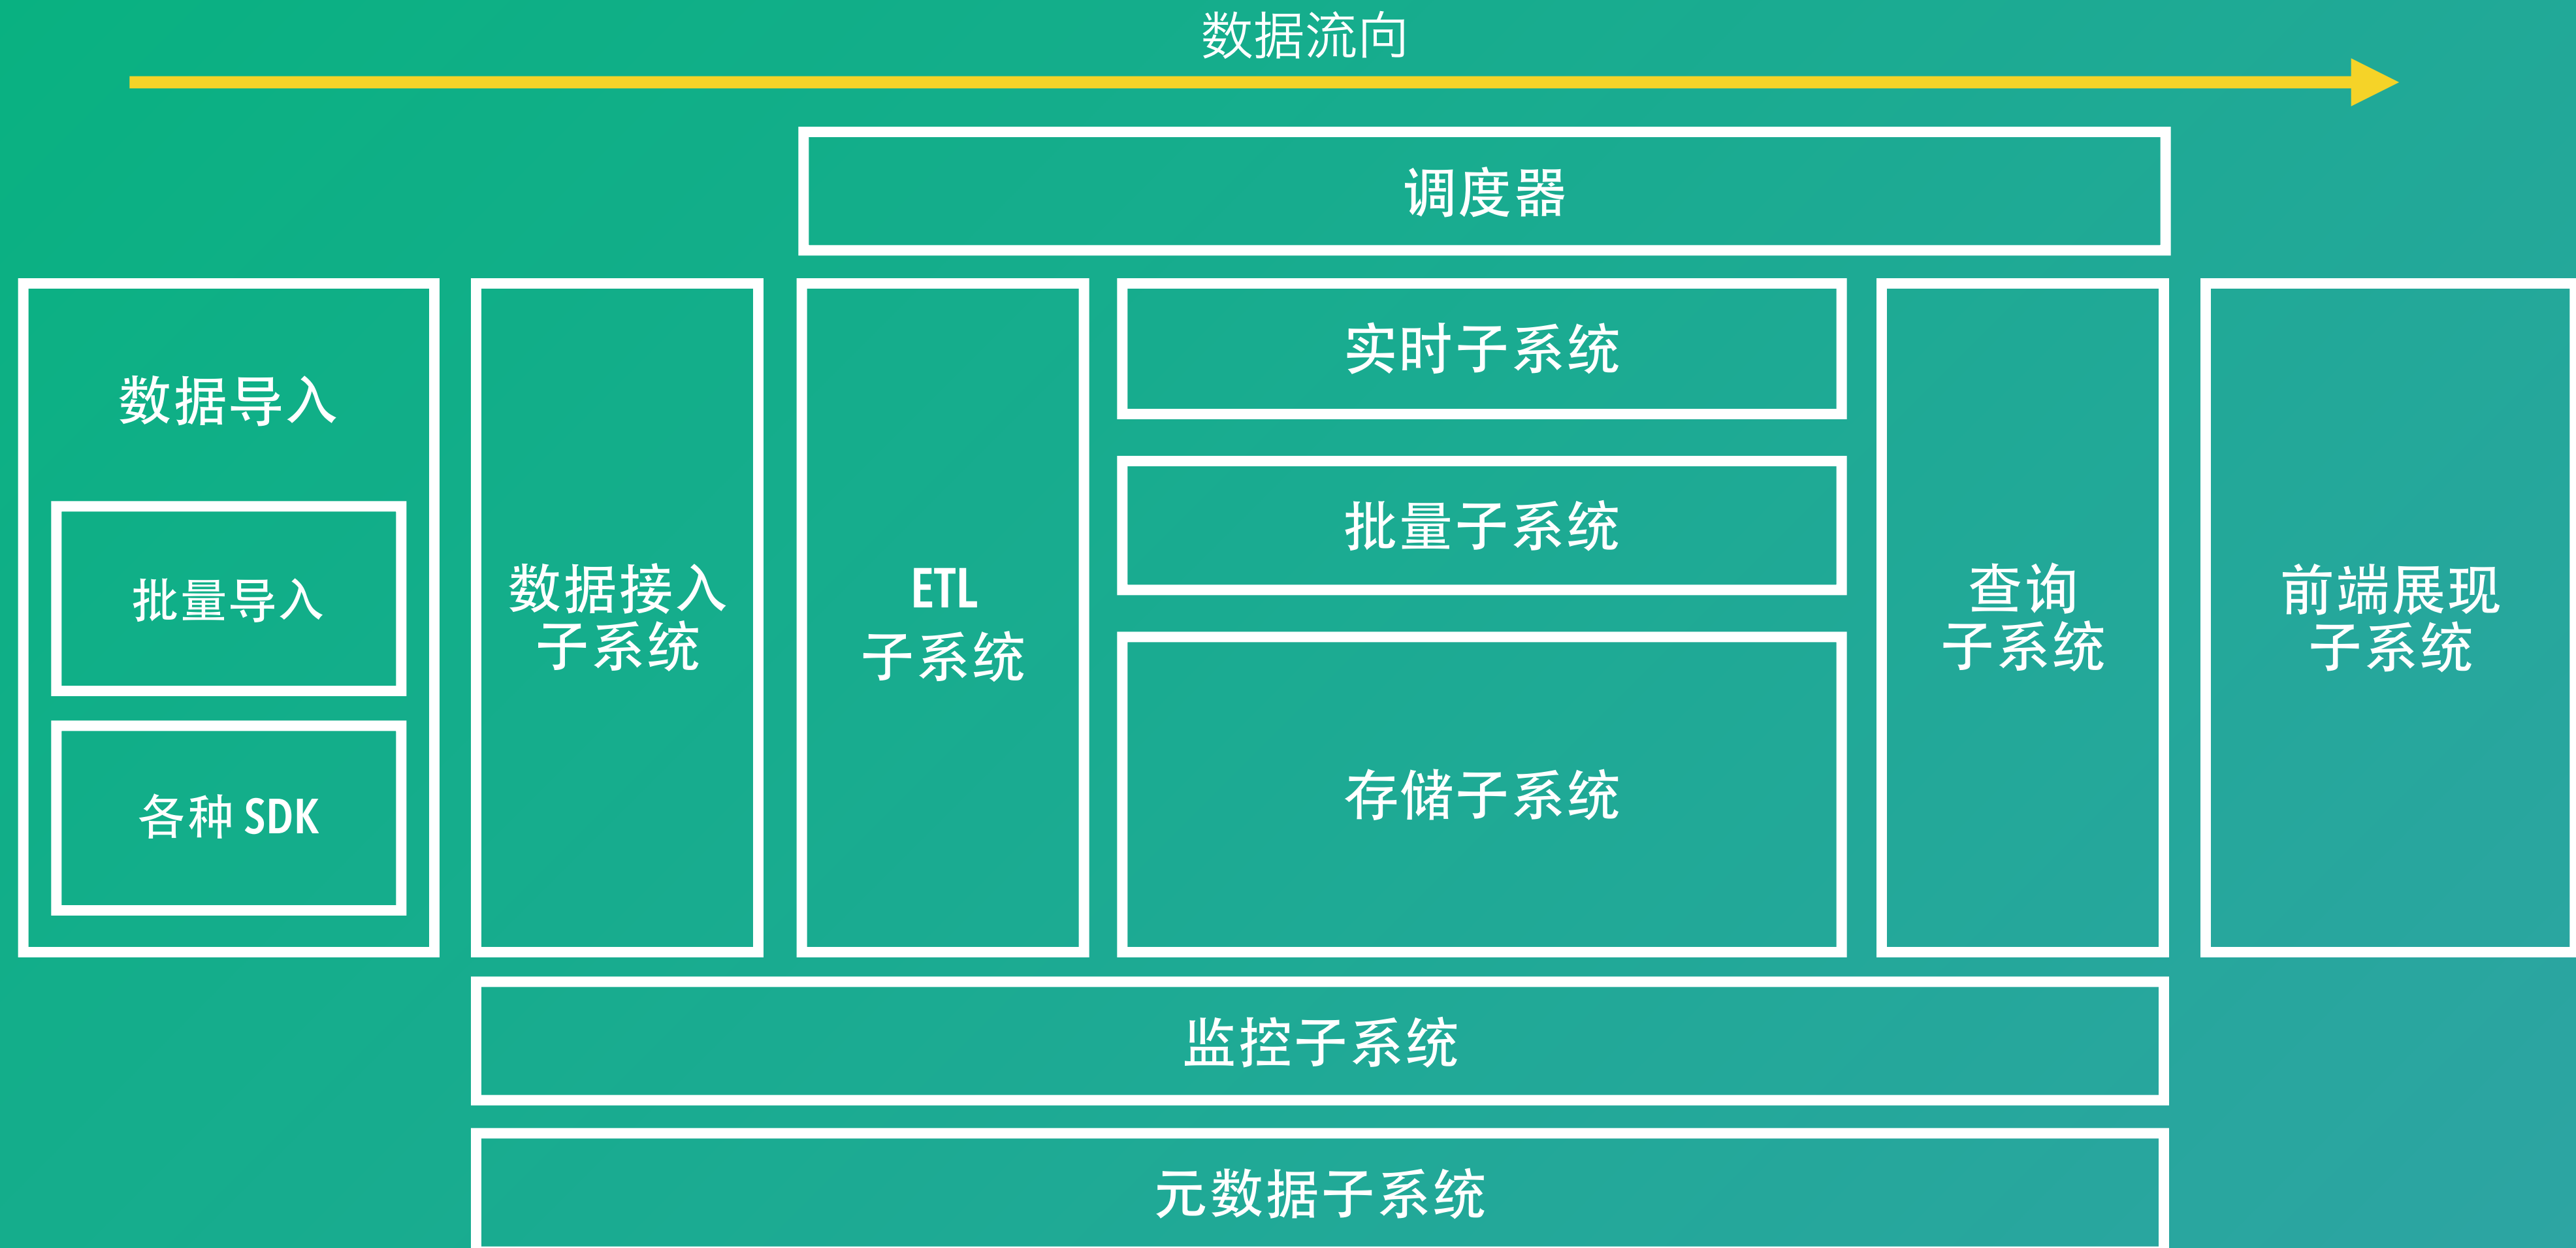 数据流向
调度器
数据导入
批量导入
各种 SDK
数据接入
子系统
ETL
子系统
实时子系统
批量子系统
存储子系统
查询
子系统
前端展现
子系统
监控子系统
元数据子系统